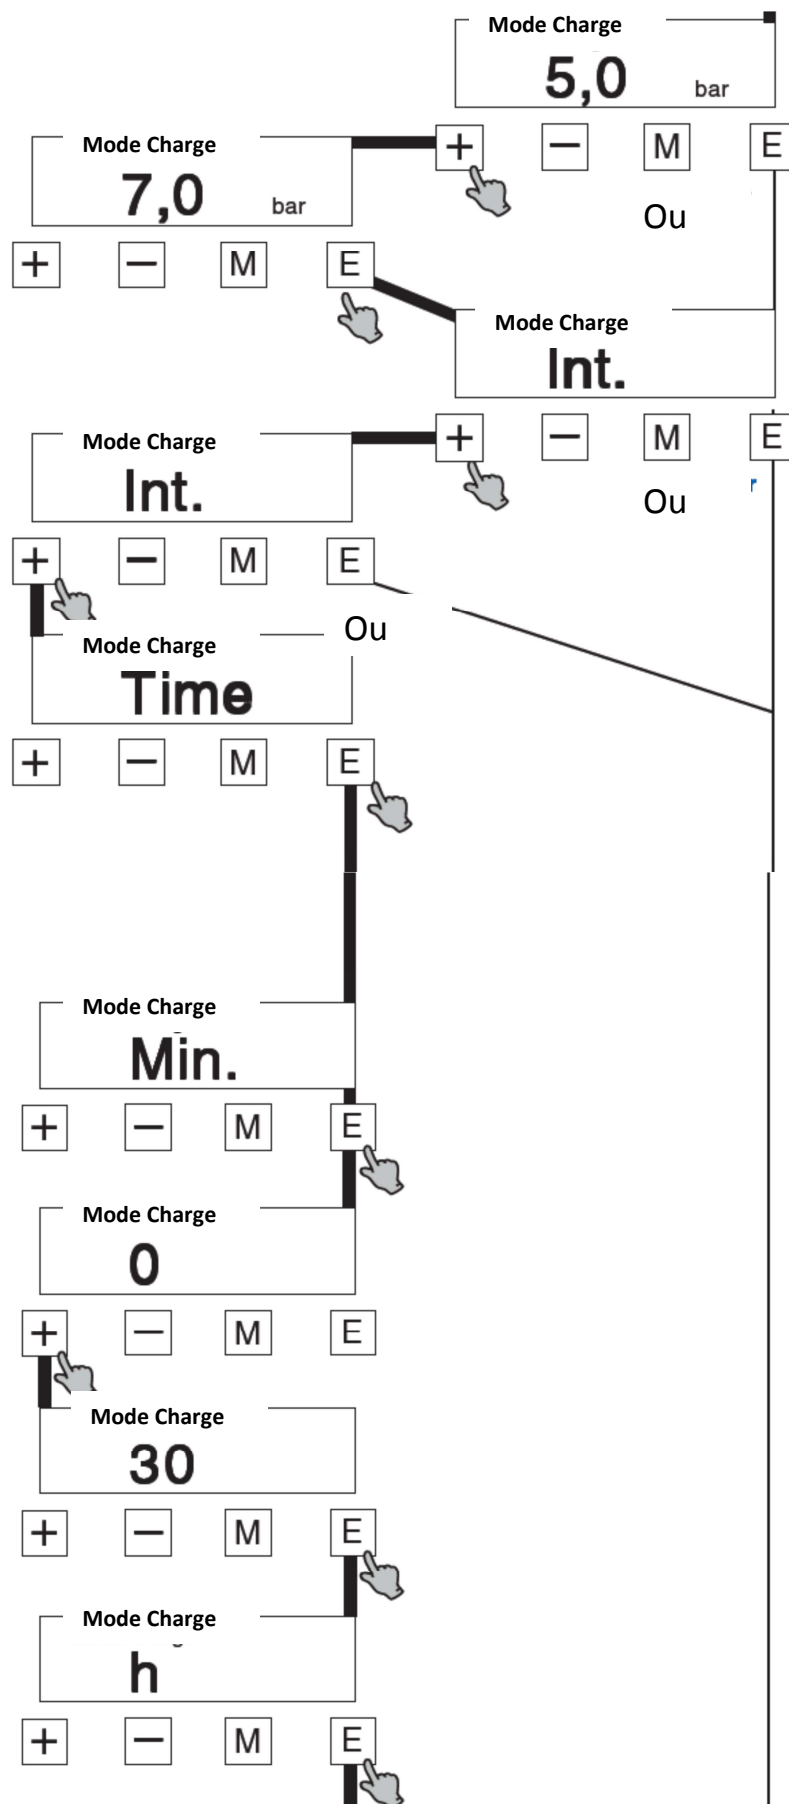 Mode Charge
5,0 bar
+ − M E
Mode Charge
7,0 bar
Ou
+ − M E
Mode Charge
Int.
+ − M E
Mode Charge
Int.
Ou
+ − M E
Ou
Mode Charge
Time
+ − M E
Mode Charge
Min.
+ − M E
Mode Charge
0
+ − M E
Mode Charge
30
+ − M E
Mode Charge
h
+ − M E